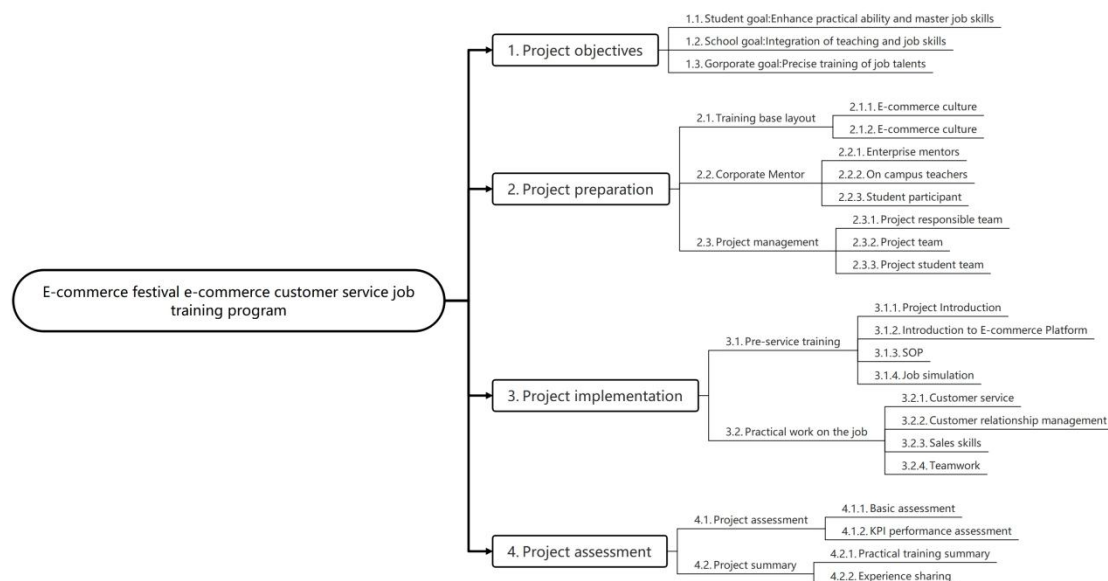 E-commerce festival e-commerce customer service job
training program
1. Project objectives
1.1. Student goal:Enhance practical ability and master job skills
1.2. School goal:Integration of teaching and job skills
1.3. Gorporate goal:Precise training of job talents
2. Project preparation
2.1. Training base layout
2.1.1. E-commerce culture
2.1.2. E-commerce culture
2.2. Corporate Mentor
2.2.1. Enterprise mentors
2.2.2. On campus teachers
2.2.3. Student participant
2.3. Project management
2.3.1. Project responsible team
2.3.2. Project team
2.3.3. Project student team
3. Project implementation
3.1. Pre-service training
3.1.1. Project Introduction
3.1.2. Introduction to E-commerce Platform
3.1.3. SOP
3.1.4. Job simulation
3.2. Practical work on the job
3.2.1. Customer service
3.2.2. Customer relationship management
3.2.3. Sales skills
3.2.4. Teamwork
4. Project assessment
4.1. Project assessment
4.1.1. Basic assessment
4.1.2. KPI performance assessment
4.2. Project summary
4.2.1. Practical training summary
4.2.2. Experience sharing